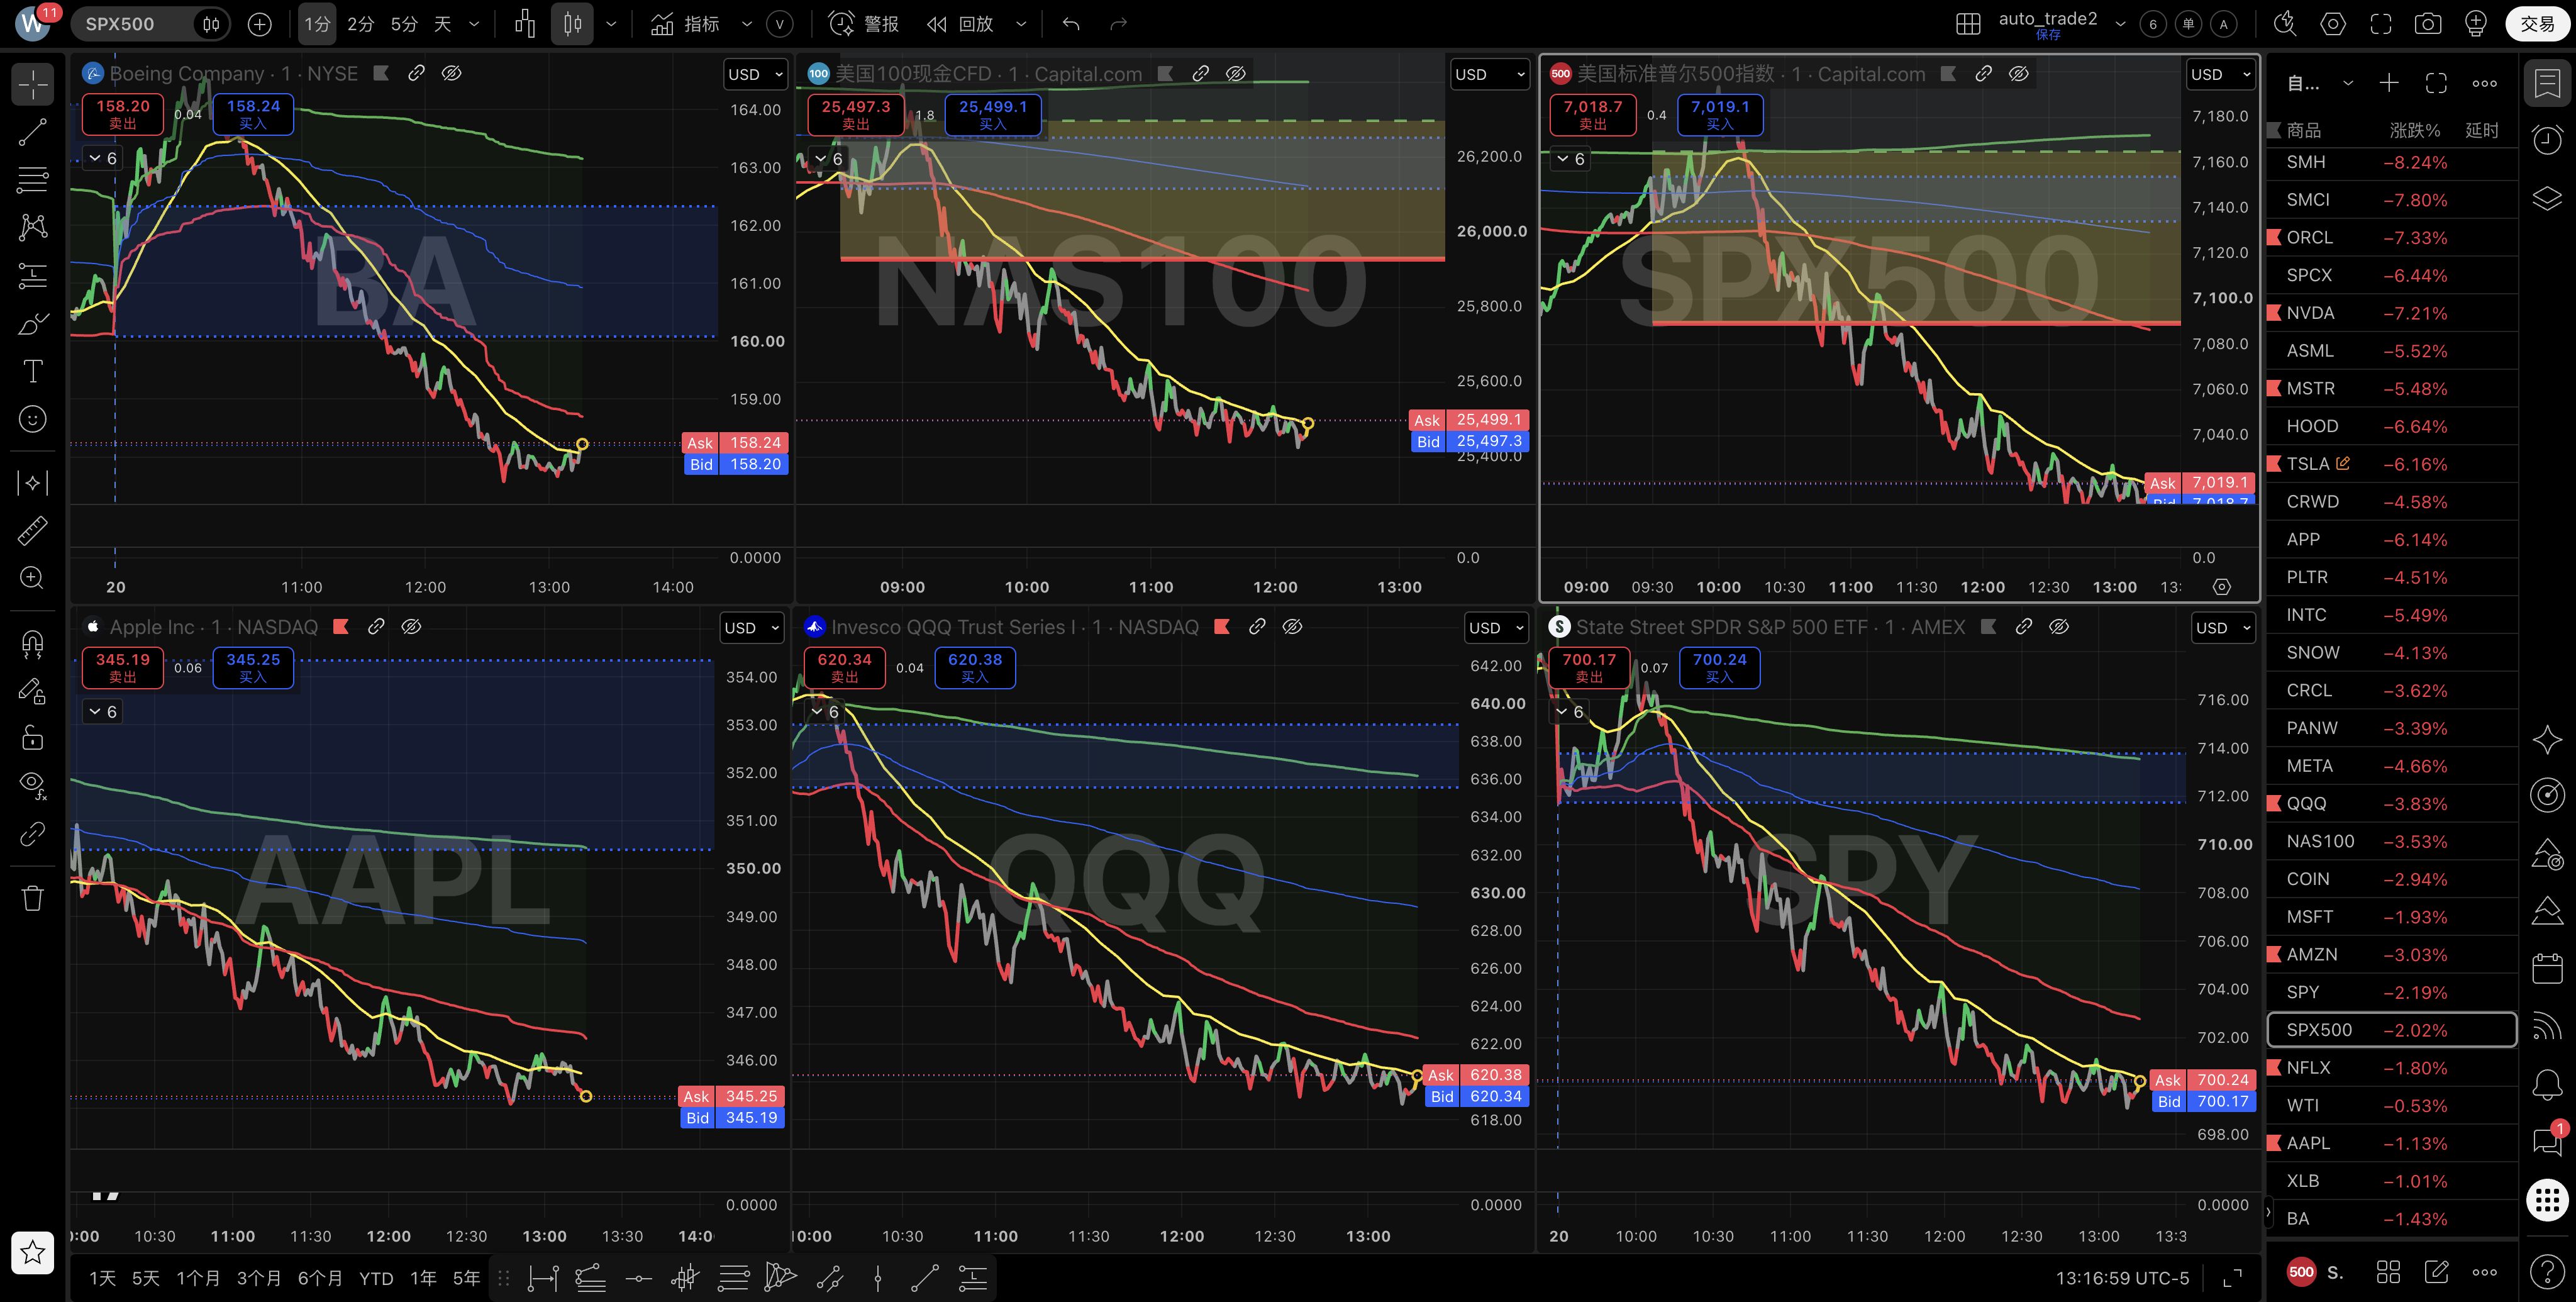 W 11 SPX500 1分 2分 5分 天 指标 V 警报 回放 auto_trade2 保存 6 单 A 交易
Boeing Company · 1 · NYSE USD
158.20 卖出 0.04 158.24 买入
6
BA
164.00
163.00
162.00
161.00
160.00
159.00
Ask 158.24
Bid 158.20
0.0000
20 11:00 12:00 13:00 14:00
100 美国100现金CFD · 1 · Capital.com USD
25,497.3 卖出 1.8 25,499.1 买入
6
NAS100
26,200.0
26,000.0
25,800.0
25,600.0
Ask 25,499.1
Bid 25,497.3
25,400.0
0.0
09:00 10:00 11:00 12:00 13:00
500 美国标准普尔500指数 · 1 · Capital.com USD
7,018.7 卖出 0.4 7,019.1 买入
6
SPX500
7,180.0
7,160.0
7,140.0
7,120.0
7,100.0
7,080.0
7,060.0
7,040.0
Ask 7,019.1
Bid 7,018.7
0.0
09:00 09:30 10:00 10:30 11:00 11:30 12:00 12:30 13:00 13:
Apple Inc · 1 · NASDAQ USD
345.19 卖出 0.06 345.25 买入
6
AAPL
354.00
353.00
352.00
351.00
350.00
349.00
348.00
347.00
346.00
Ask 345.25
Bid 345.19
0.0000
0:00 10:30 11:00 11:30 12:00 12:30 13:00 13:30 14:0
Invesco QQQ Trust Series I · 1 · NASDAQ USD
620.34 卖出 0.04 620.38 买入
6
QQQ
642.00
640.00
638.00
636.00
634.00
632.00
630.00
628.00
626.00
624.00
622.00
Ask 620.38
Bid 620.34
618.00
0.0000
0:00 10:30 11:00 11:30 12:00 12:30 13:00
S State Street SPDR S&P 500 ETF · 1 · AMEX USD
700.17 卖出 0.07 700.24 买入
6
SPY
716.00
714.00
712.00
710.00
708.00
706.00
704.00
702.00
Ask 700.24
Bid 700.17
698.00
0.0000
20 10:00 10:30 11:00 11:30 12:00 12:30 13:00 13:3
1天 5天 1个月 3个月 6个月 YTD 1年 5年
13:16:59 UTC-5
自...
商品 涨跌% 延时
SMH −8.24%
SMCI −7.80%
ORCL −7.33%
SPCX −6.44%
NVDA −7.21%
ASML −5.52%
MSTR −5.48%
HOOD −6.64%
TSLA −6.16%
CRWD −4.58%
APP −6.14%
PLTR −4.51%
INTC −5.49%
SNOW −4.13%
CRCL −3.62%
PANW −3.39%
META −4.66%
QQQ −3.83%
NAS100 −3.53%
COIN −2.94%
MSFT −1.93%
AMZN −3.03%
SPY −2.19%
SPX500 −2.02%
NFLX −1.80%
WTI −0.53%
AAPL −1.13%
XLB −1.01%
BA −1.43%
500 S.
1